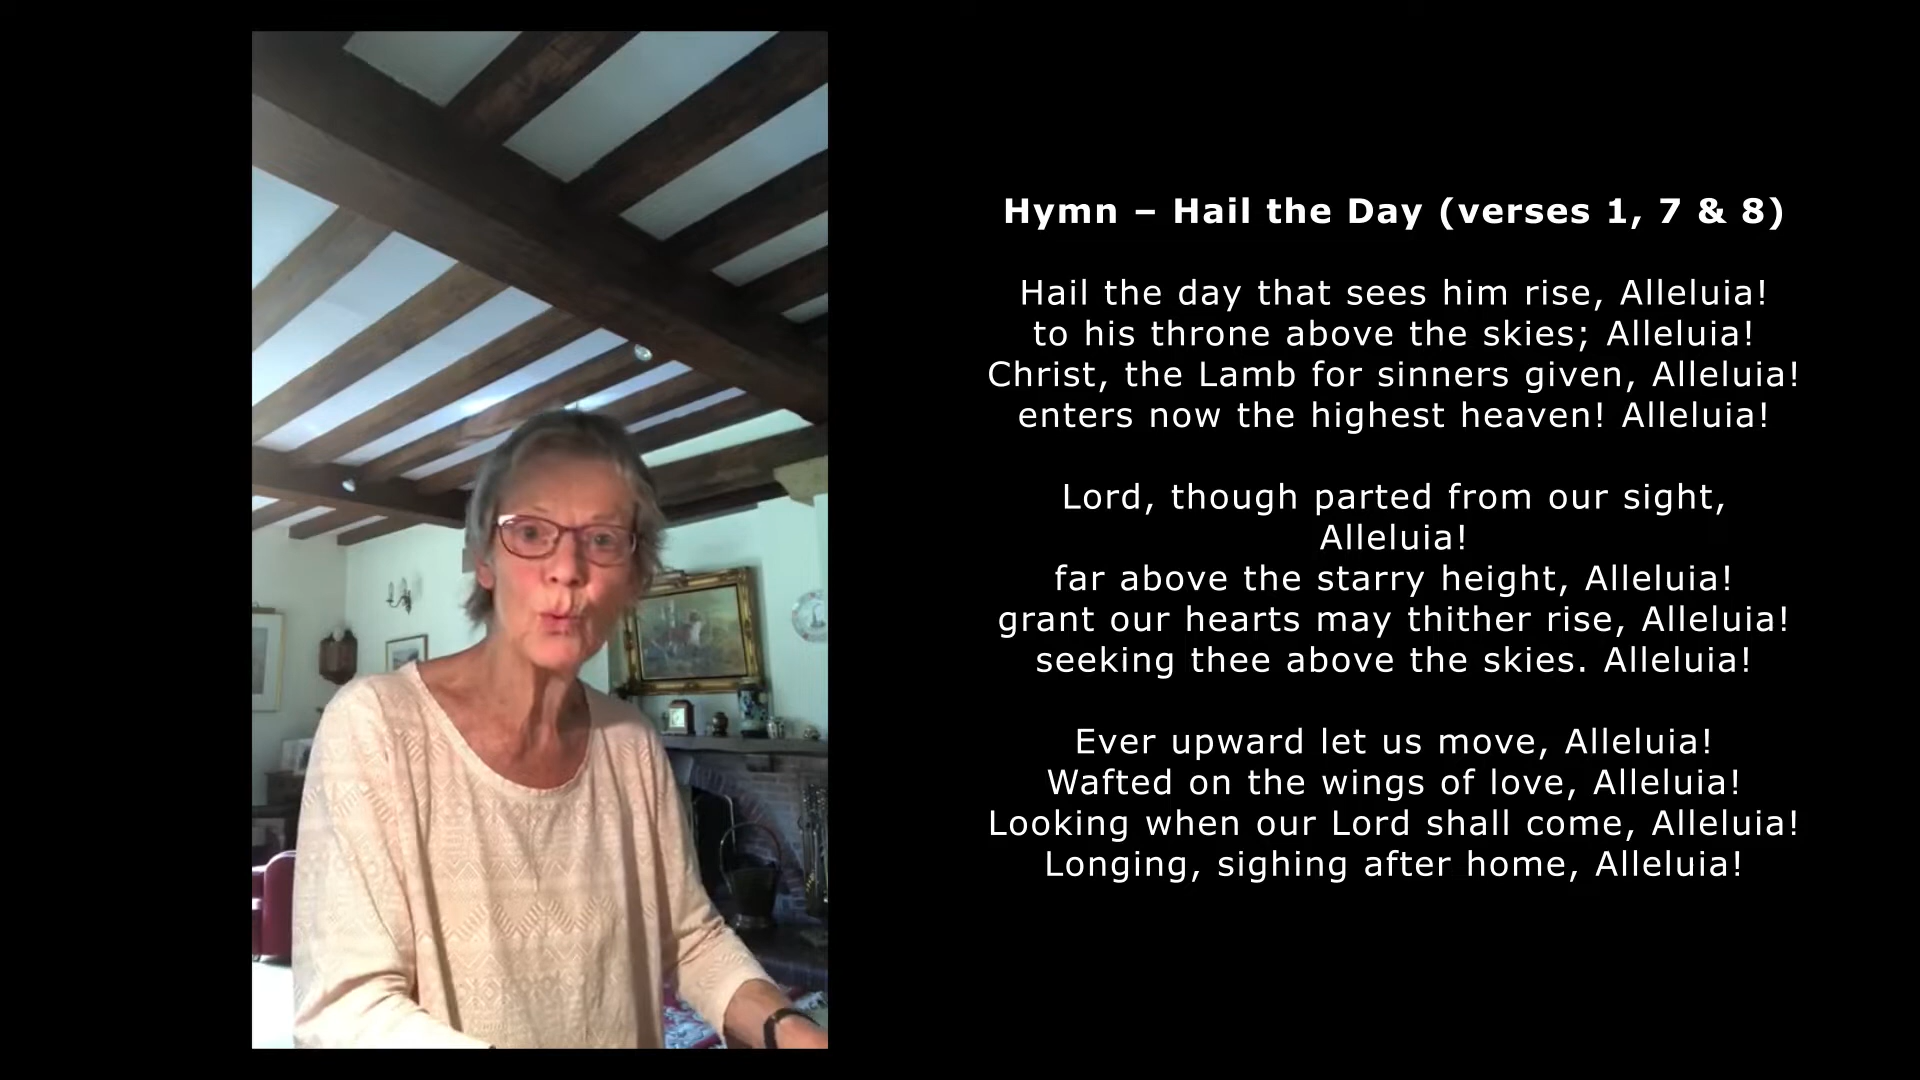 Hymn – Hail the Day (verses 1, 7 & 8)
Hail the day that sees him rise, Alleluia!
to his throne above the skies; Alleluia!
Christ, the Lamb for sinners given, Alleluia!
enters now the highest heaven! Alleluia!
Lord, though parted from our sight,
Alleluia!
far above the starry height, Alleluia!
grant our hearts may thither rise, Alleluia!
seeking thee above the skies. Alleluia!
Ever upward let us move, Alleluia!
Wafted on the wings of love, Alleluia!
Looking when our Lord shall come, Alleluia!
Longing, sighing after home, Alleluia!